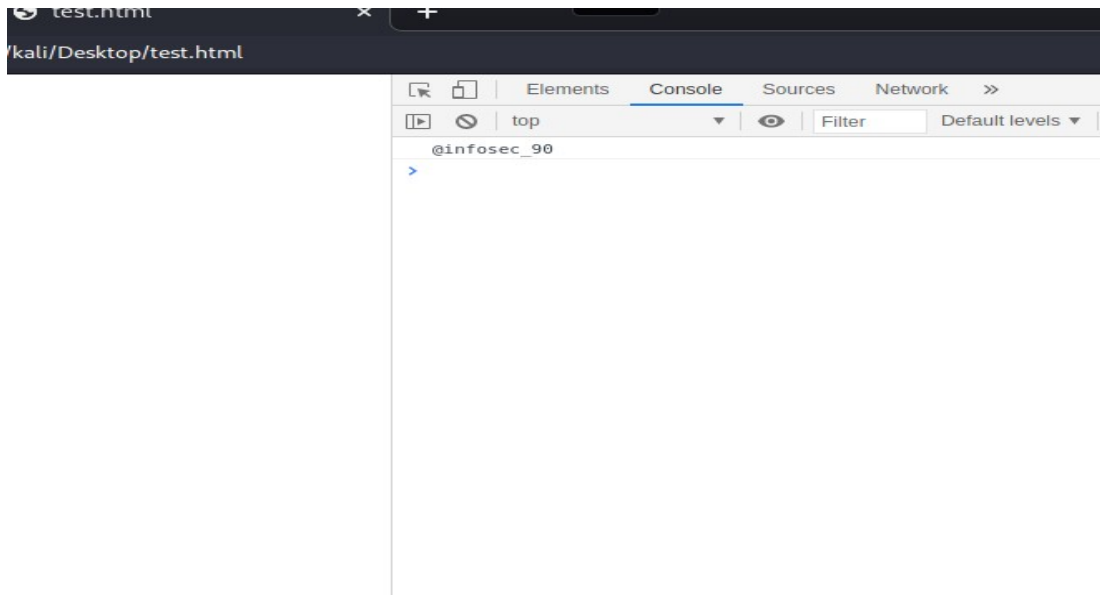 test.html × +
/kali/Desktop/test.html
Elements Console Sources Network »
top ▼ Filter Default levels ▼
@infosec_90
>